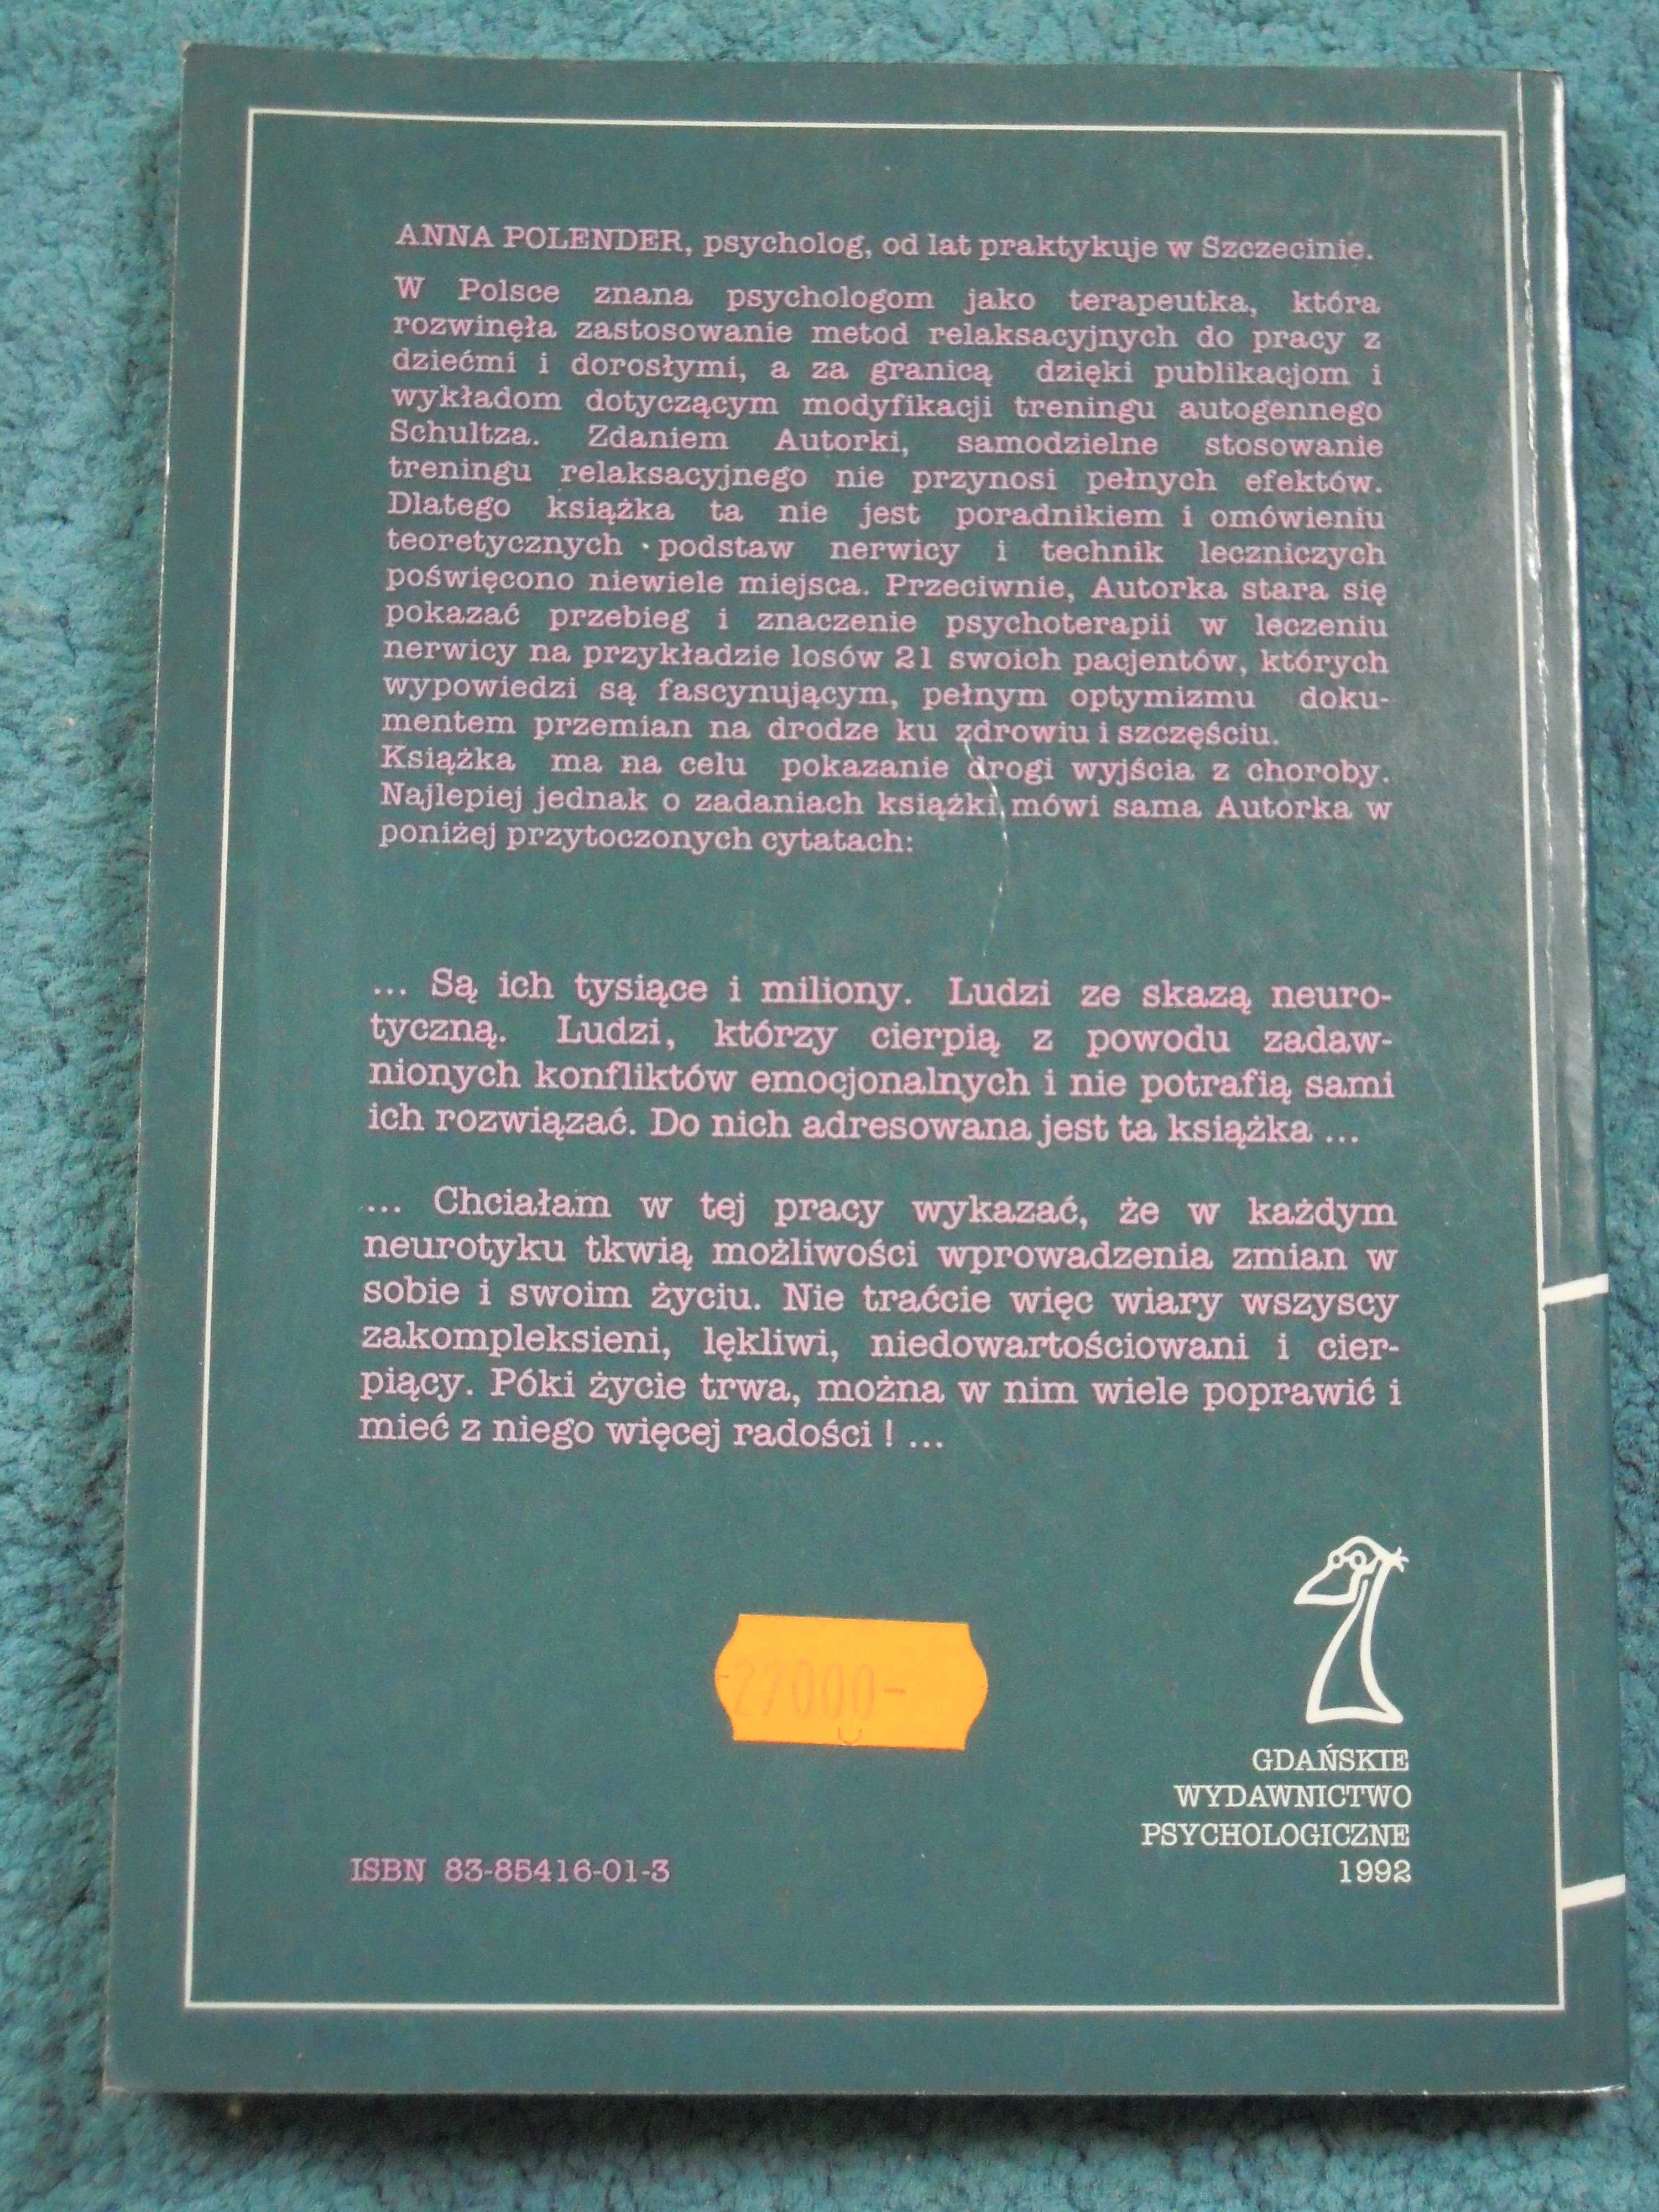 ANNA POLENDER, psycholog, od lat praktykuje w Szczecinie.
W Polsce znana psychologom jako terapeutka, która
rozwinęła zastosowanie metod relaksacyjnych do pracy z
dziećmi i dorosłymi, a za granicą dzięki publikacjom i
wykładom dotyczącym modyfikacji treningu autogennego
Schultza. Zdaniem Autorki, samodzielne stosowanie
treningu relaksacyjnego nie przynosi pełnych efektów.
Dlatego książka ta nie jest poradnikiem i omówieniu
teoretycznych podstaw nerwicy i technik leczniczych
poświęcono niewiele miejsca. Przeciwnie, Autorka stara się
pokazać przebieg i znaczenie psychoterapii w leczeniu
nerwicy na przykładzie losów 21 swoich pacjentów, których
wypowiedzi są fascynującym, pełnym optymizmu doku-
mentem przemian na drodze ku zdrowiu i szczęściu.
Książka ma na celu pokazanie drogi wyjścia z choroby.
Najlepiej jednak o zadaniach książki mówi sama Autorka w
poniżej przytoczonych cytatach:
... Są ich tysiące i miliony. Ludzi ze skazą neuro-
tyczną. Ludzi, którzy cierpią z powodu zadaw-
nionych konfliktów emocjonalnych i nie potrafią sami
ich rozwiązać. Do nich adresowana jest ta książka ...
... Chciałam w tej pracy wykazać, że w każdym
neurotyku tkwią możliwości wprowadzenia zmian w
sobie i swoim życiu. Nie traćcie więc wiary wszyscy
zakompleksieni, lękliwi, niedowartościowani i cier-
piący. Póki życie trwa, można w nim wiele poprawić i
mieć z niego więcej radości ! ...
27000-
GDAŃSKIE
WYDAWNICTWO
PSYCHOLOGICZNE
1992
ISBN 83-85416-01-3